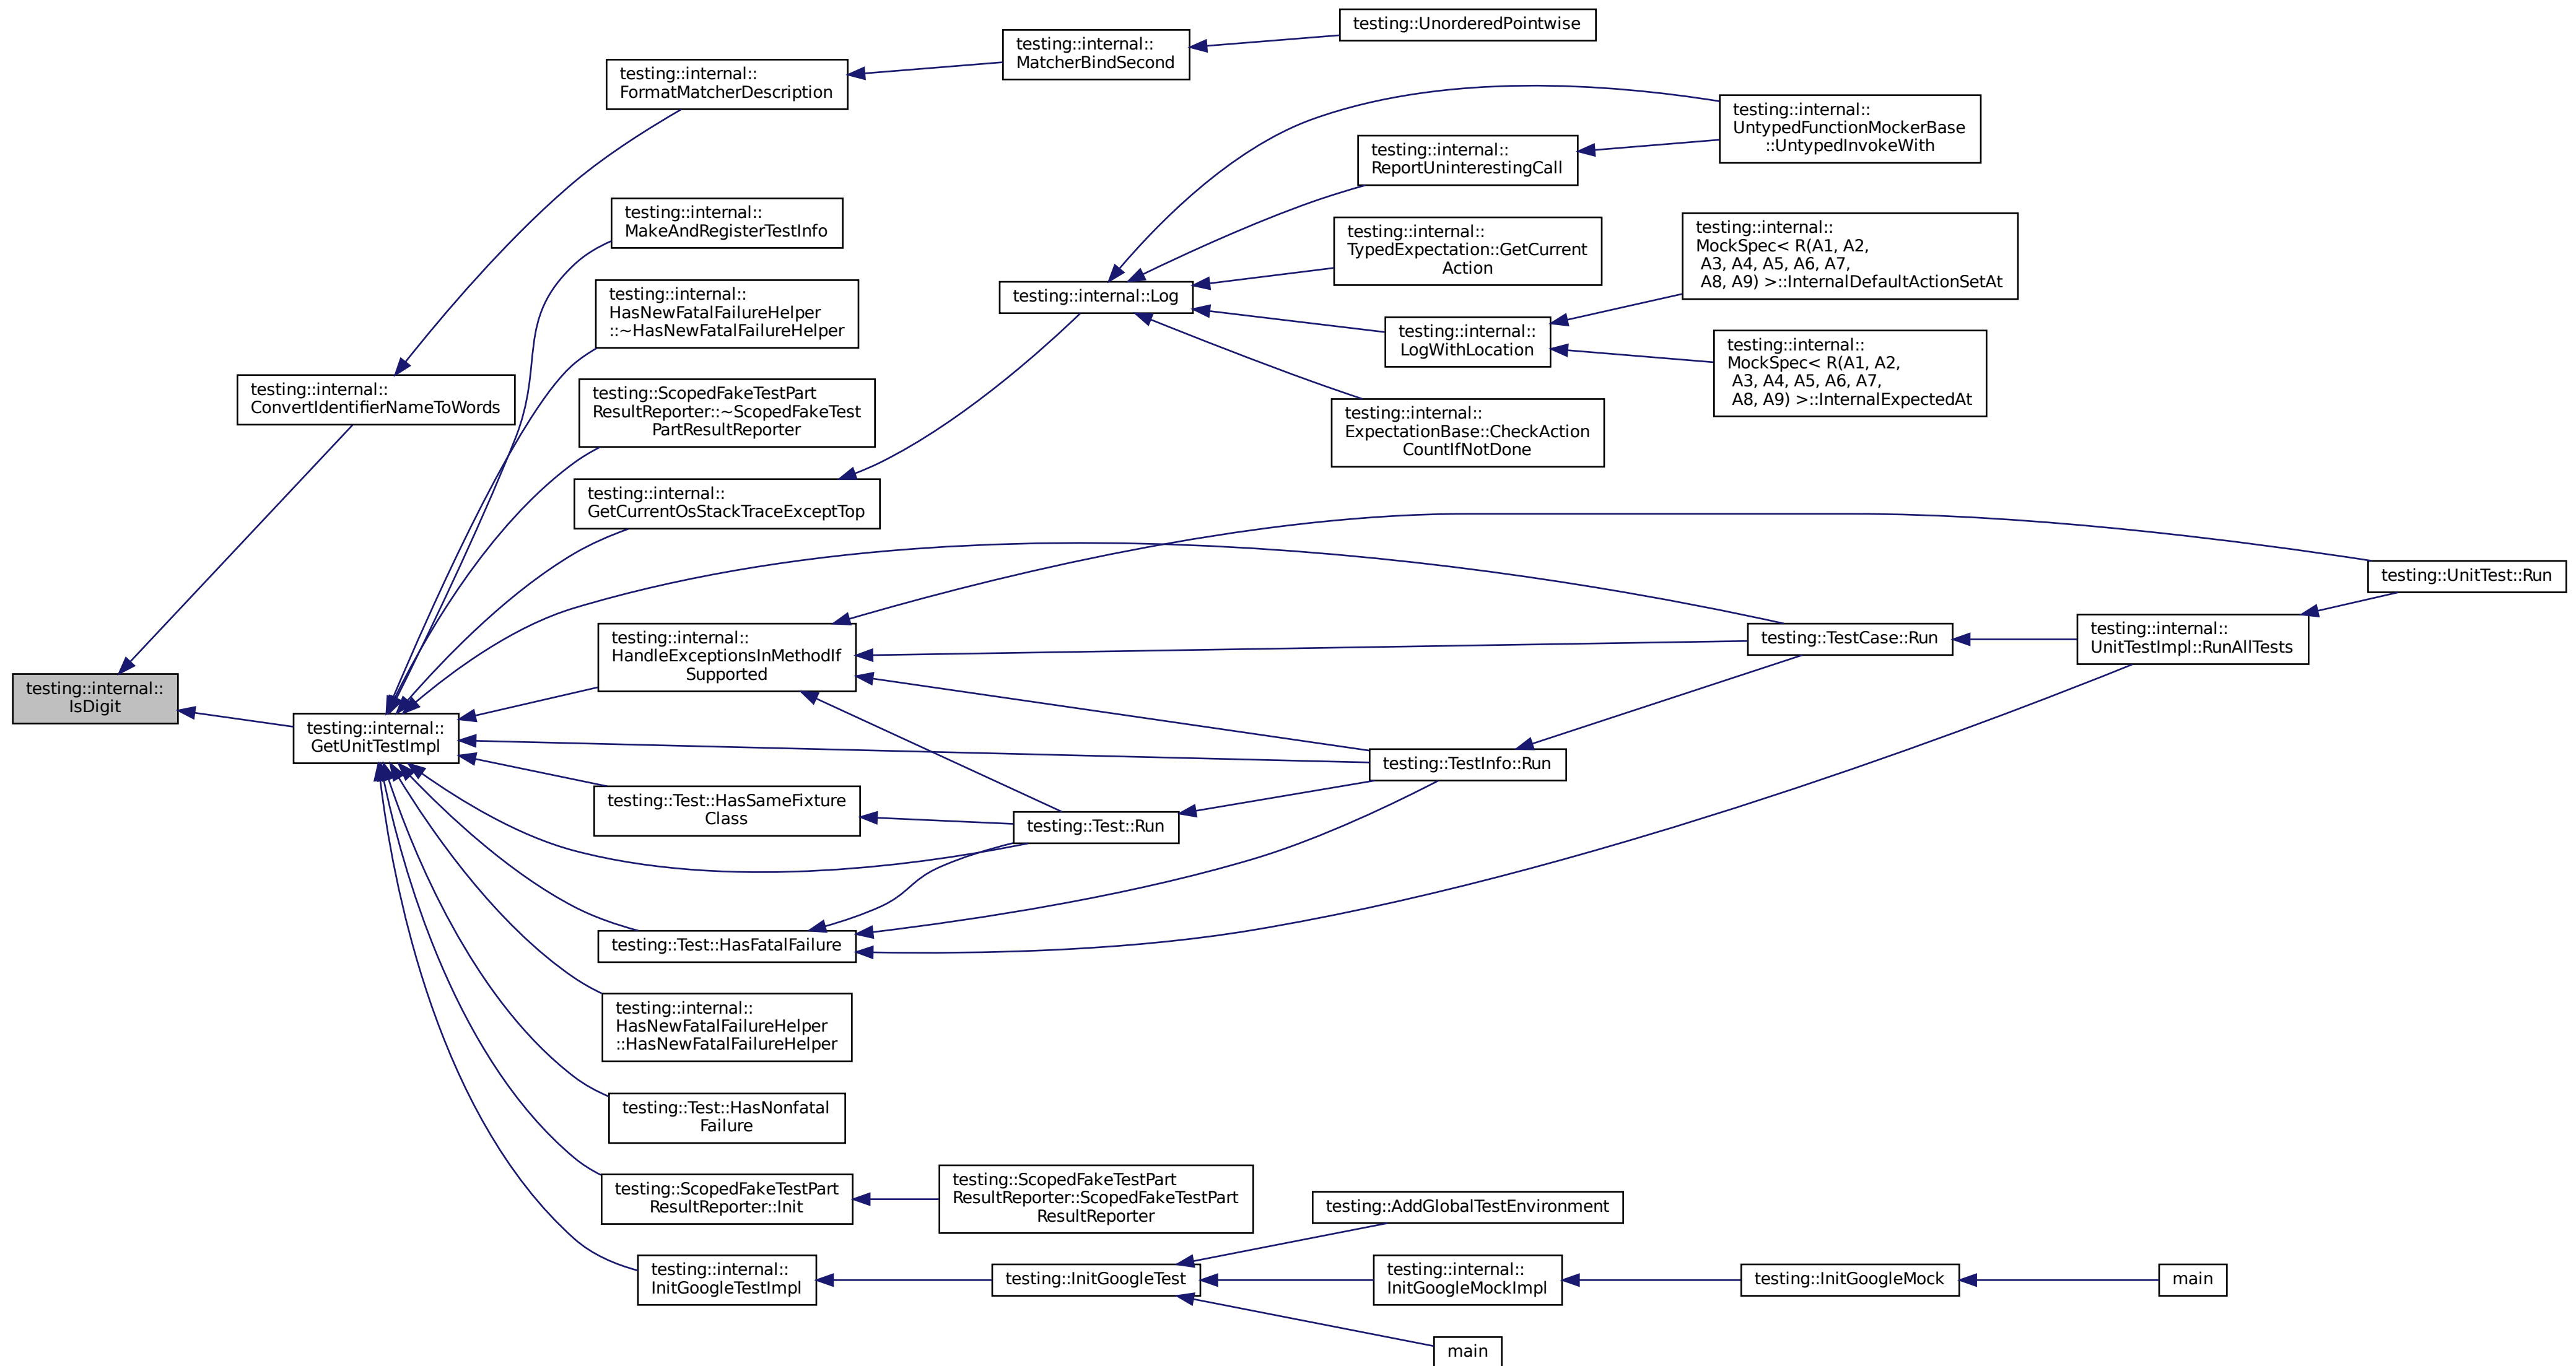 testing::UnorderedPointwise
testing::internal::
MatcherBindSecond
testing::internal::
FormatMatcherDescription
testing::internal::
UntypedFunctionMockerBase
::UntypedInvokeWith
testing::internal::
ReportUninterestingCall
testing::internal::
MakeAndRegisterTestInfo
testing::internal::
TypedExpectation::GetCurrent
Action
testing::internal::
MockSpec< R(A1, A2,
A3, A4, A5, A6, A7,
A8, A9) >::InternalDefaultActionSetAt
testing::internal::
HasNewFatalFailureHelper
::~HasNewFatalFailureHelper
testing::internal::Log
testing::internal::
LogWithLocation
testing::internal::
MockSpec< R(A1, A2,
A3, A4, A5, A6, A7,
A8, A9) >::InternalExpectedAt
testing::internal::
ConvertIdentifierNameToWords
testing::ScopedFakeTestPart
ResultReporter::~ScopedFakeTest
PartResultReporter
testing::internal::
ExpectationBase::CheckAction
CountIfNotDone
testing::internal::
GetCurrentOsStackTraceExceptTop
testing::UnitTest::Run
testing::internal::
HandleExceptionsInMethodIf
Supported
testing::TestCase::Run
testing::internal::
UnitTestImpl::RunAllTests
testing::internal::
IsDigit
testing::internal::
GetUnitTestImpl
testing::TestInfo::Run
testing::Test::HasSameFixture
Class
testing::Test::Run
testing::Test::HasFatalFailure
testing::internal::
HasNewFatalFailureHelper
::HasNewFatalFailureHelper
testing::Test::HasNonfatal
Failure
testing::ScopedFakeTestPart
ResultReporter::Init
testing::ScopedFakeTestPart
ResultReporter::ScopedFakeTestPart
ResultReporter
testing::AddGlobalTestEnvironment
testing::internal::
InitGoogleTestImpl
testing::InitGoogleTest
testing::internal::
InitGoogleMockImpl
testing::InitGoogleMock
main
main